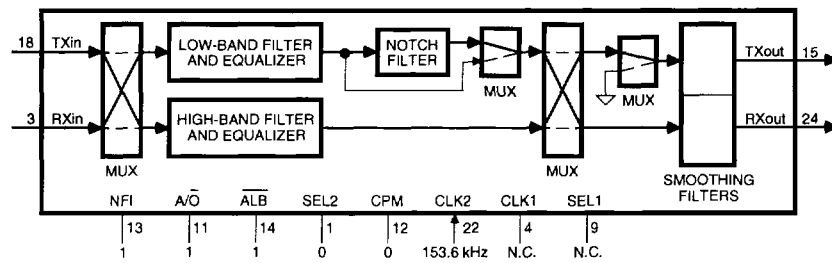 18 TXin LOW-BAND FILTER AND EQUALIZER NOTCH FILTER MUX MUX TXout 15
3 RXin HIGH-BAND FILTER AND EQUALIZER RXout 24
MUX MUX SMOOTHING FILTERS
NFI A/O̅ A̅L̅B̅ SEL2 CPM CLK2 CLK1 SEL1
13 11 14 1 12 22 4 9
1 1 1 0 0 153.6 kHz N.C. N.C.